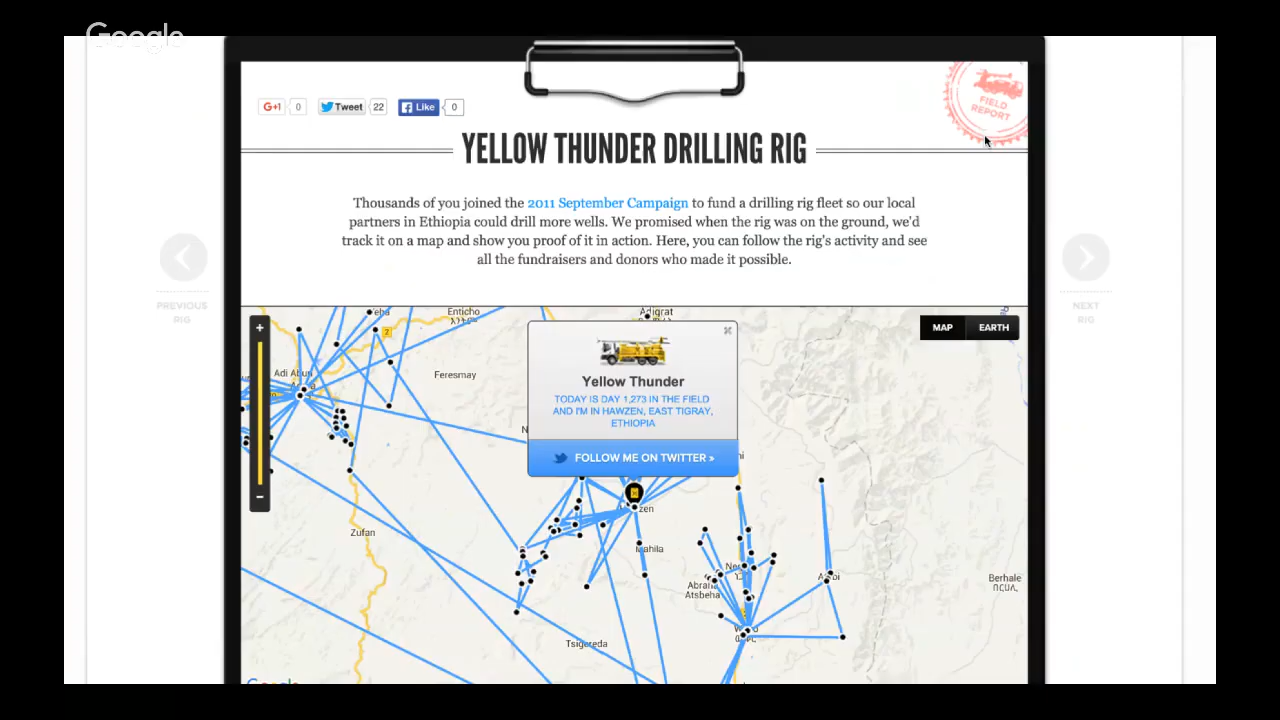 Google
FIELD
REPORT
G+1 0 Tweet 22 Like 0
YELLOW THUNDER DRILLING RIG
Thousands of you joined the 2011 September Campaign to fund a drilling rig fleet so our local
partners in Ethiopia could drill more wells. We promised when the rig was on the ground, we'd
track it on a map and show you proof of it in action. Here, you can follow the rig's activity and see
all the fundraisers and donors who made it possible.
PREVIOUS
RIG
NEXT
RIG
+
−
MAP EARTH
Enticho
Adigrat
2
Adi Abun
Feresmay
Yellow Thunder
TODAY IS DAY 1,273 IN THE FIELD
AND I'M IN HAWZEN, EAST TIGRAY,
ETHIOPIA
FOLLOW ME ON TWITTER »
Zufan
Mahila
Abraha
Atsbeha
Berhale
በርሀሌ
Tsigereda
Google